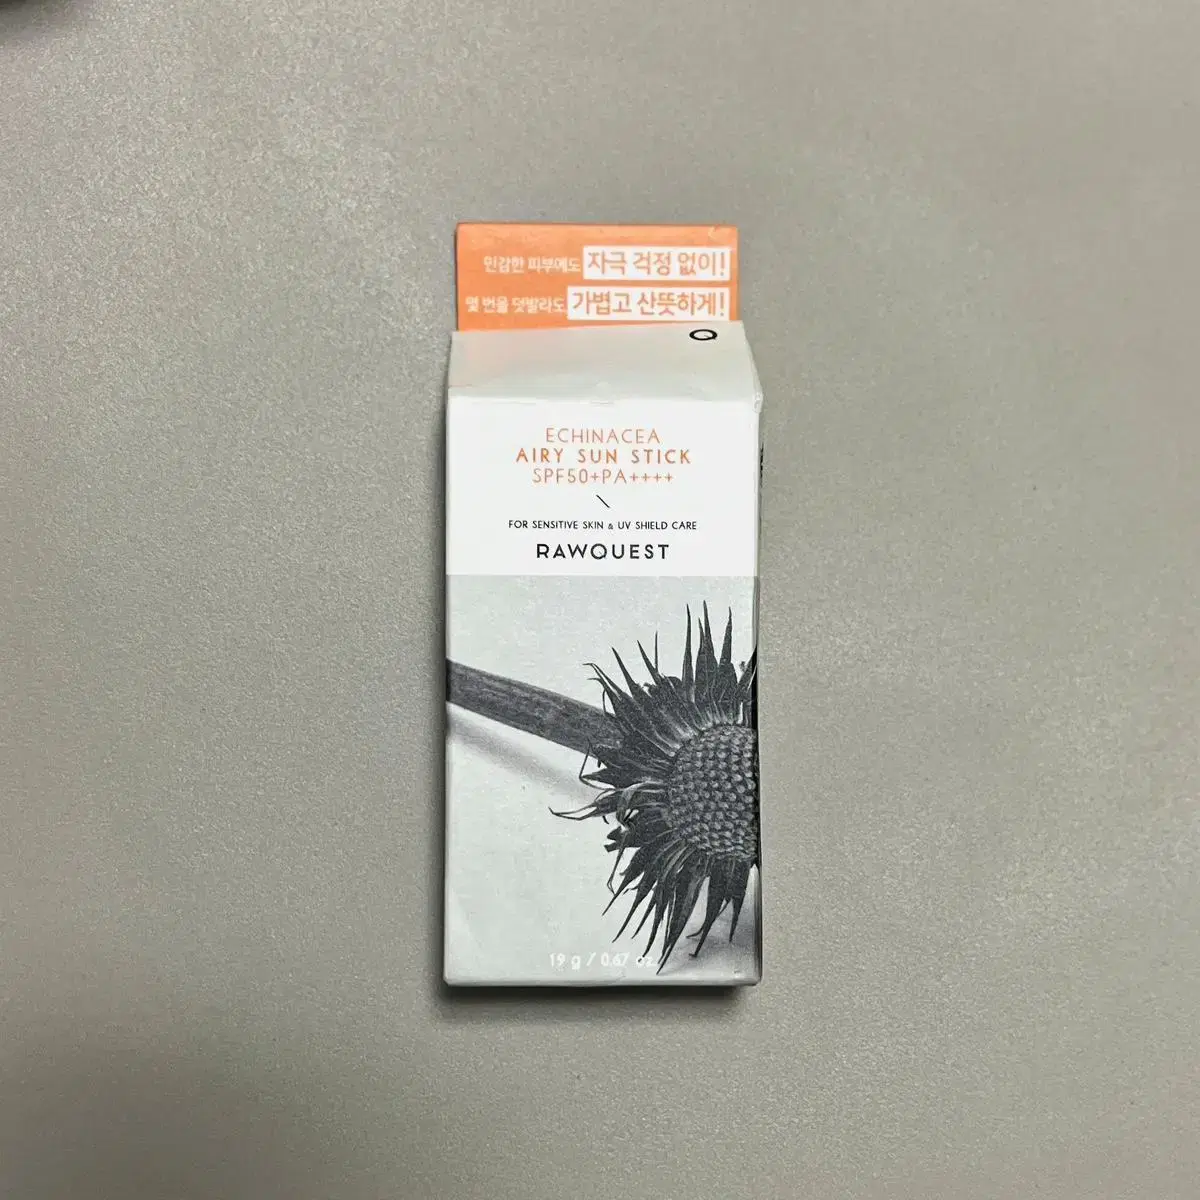 민감한 피부에도 자극 걱정 없이!
몇 번을 덧발라도 가볍고 산뜻하게!
Q
ECHINACEA
AIRY SUN STICK
SPF50+PA++++
FOR SENSITIVE SKIN & UV SHIELD CARE
RAWQUEST
19 g / 0.67 oz.